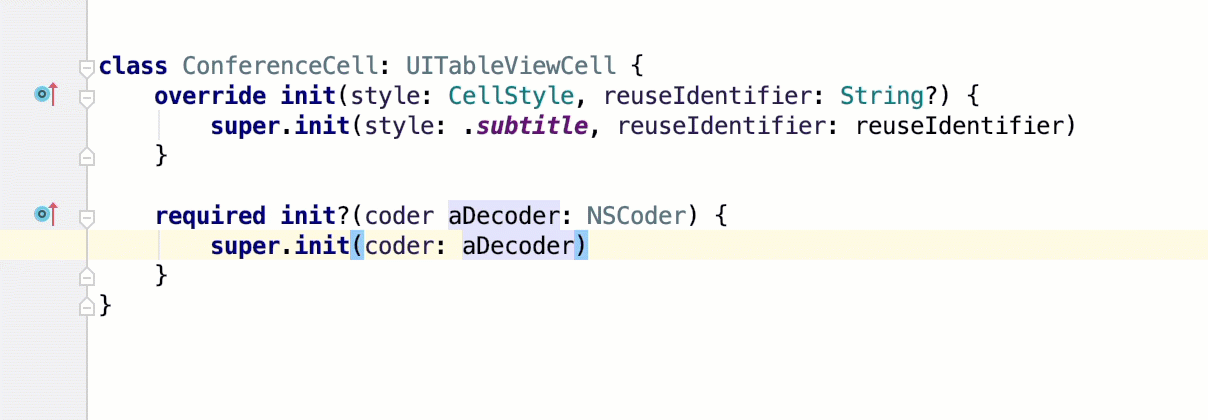 class ConferenceCell: UITableViewCell {
override init(style: CellStyle, reuseIdentifier: String?) {
super.init(style: .subtitle, reuseIdentifier: reuseIdentifier)
}
required init?(coder aDecoder: NSCoder) {
super.init(coder: aDecoder)
}
}